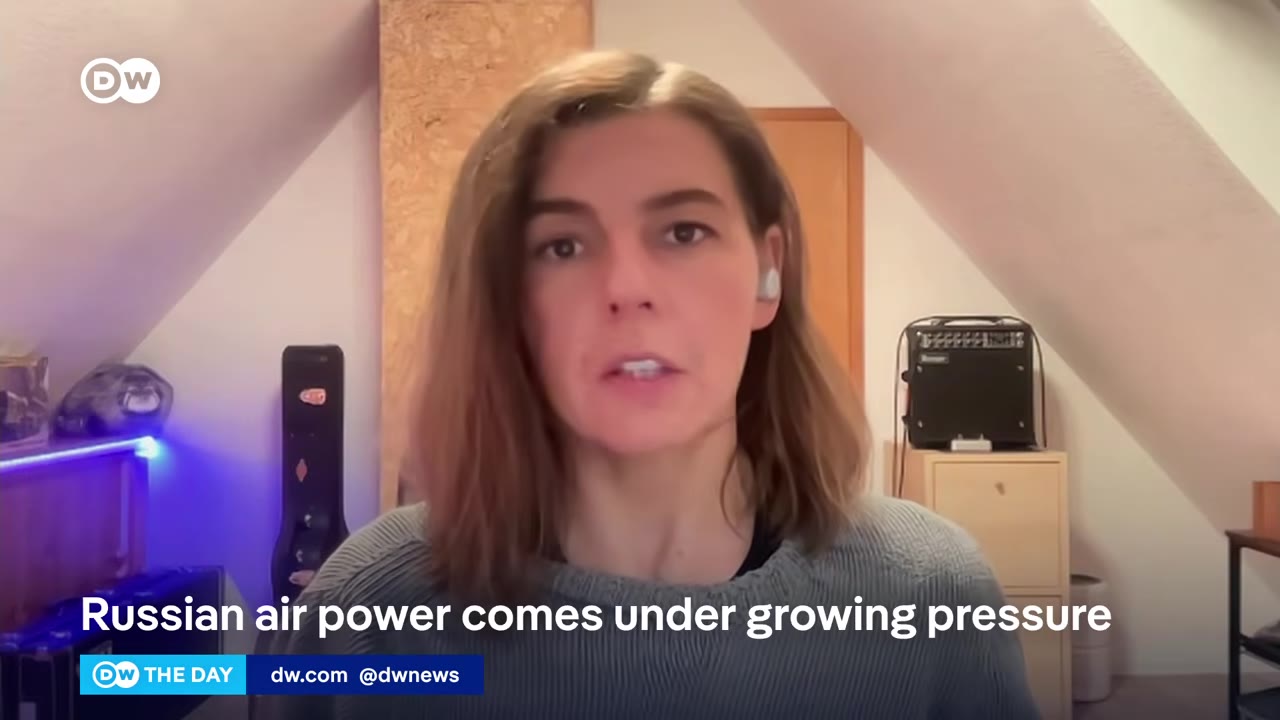 DW
Russian air power comes under growing pressure
DW THE DAY dw.com @dwnews